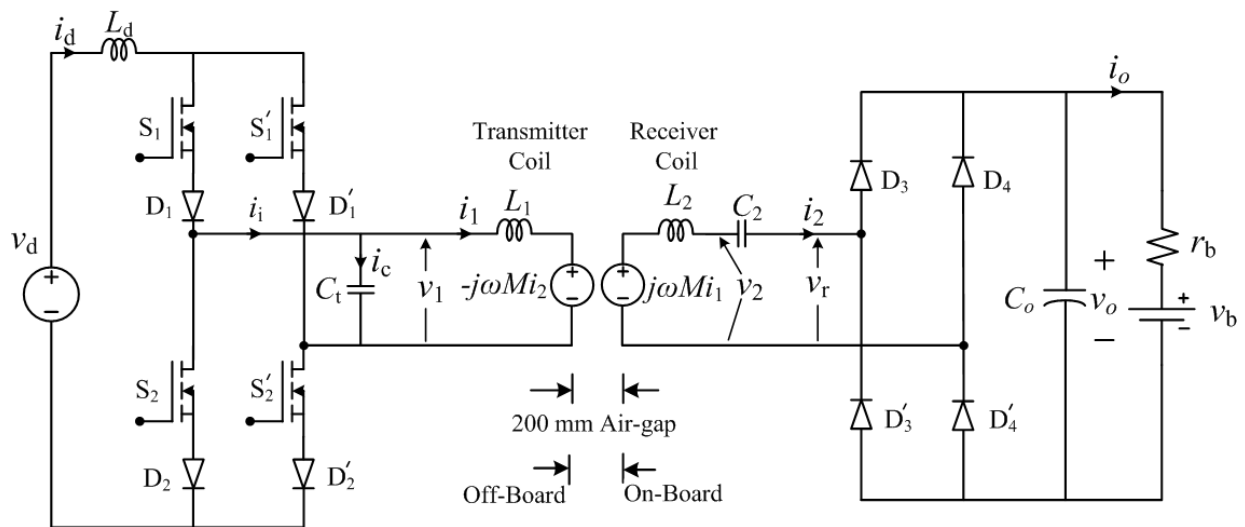 i_d
L_d
S_1
S_1'
D_1
D_1'
i_i
v_d
C_t
i_c
i_1
v_1
S_2
S_2'
D_2
D_2'
Transmitter
Coil
L_1
-jωMi_2
Receiver
Coil
L_2
C_2
i_2
jωMi_1
v_2
v_r
200 mm Air-gap
Off-Board
On-Board
D_3
D_4
D_3'
D_4'
i_o
C_o
+
v_o
−
r_b
+
-
v_b